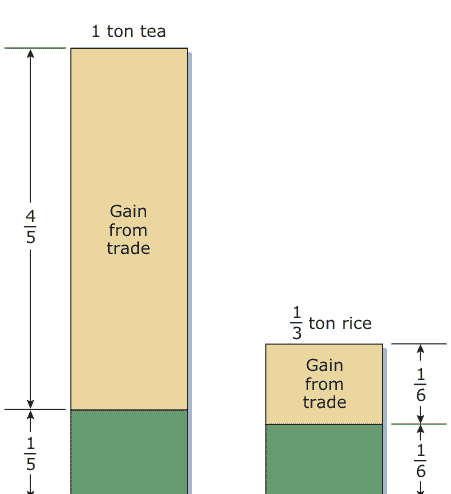 1 ton tea
4/5
Gain
from
trade
1/5
1/3 ton rice
Gain
from
trade
1/6
1/6